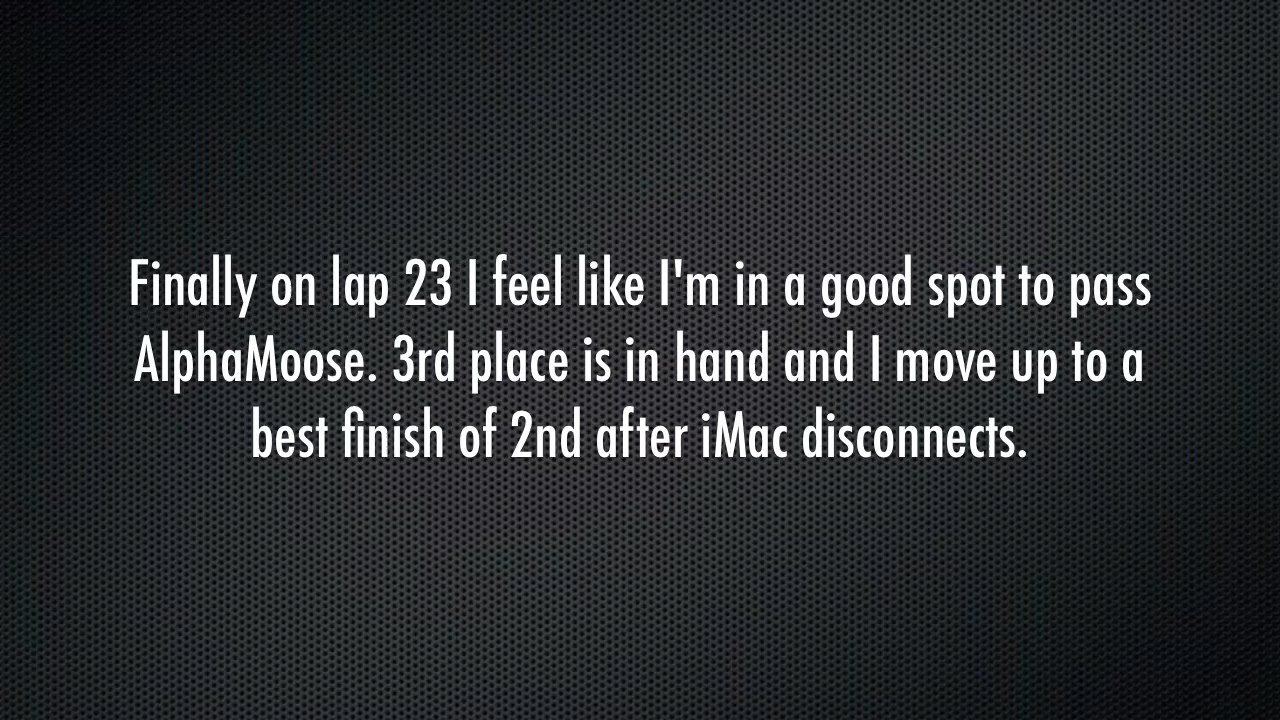 Finally on lap 23 I feel like I'm in a good spot to pass
AlphaMoose. 3rd place is in hand and I move up to a
best finish of 2nd after iMac disconnects.